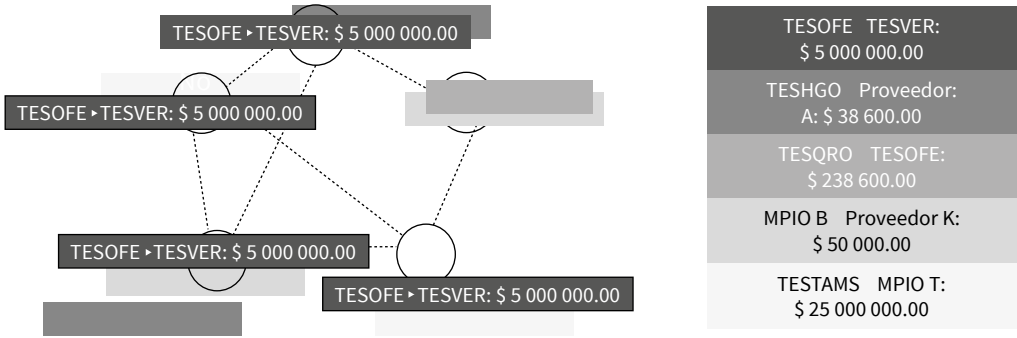 TESOFE ▸ TESVER: $ 5 000 000.00
NO
TESOFE ▸ TESVER: $ 5 000 000.00
TESOFE ▸ TESVER: $ 5 000 000.00
TESOFE ▸ TESVER: $ 5 000 000.00
TESOFE TESVER:
$ 5 000 000.00
TESHGO Proveedor:
A: $ 38 600.00
TESQRO TESOFE:
$ 238 600.00
MPIO B Proveedor K:
$ 50 000.00
TESTAMS MPIO T:
$ 25 000 000.00